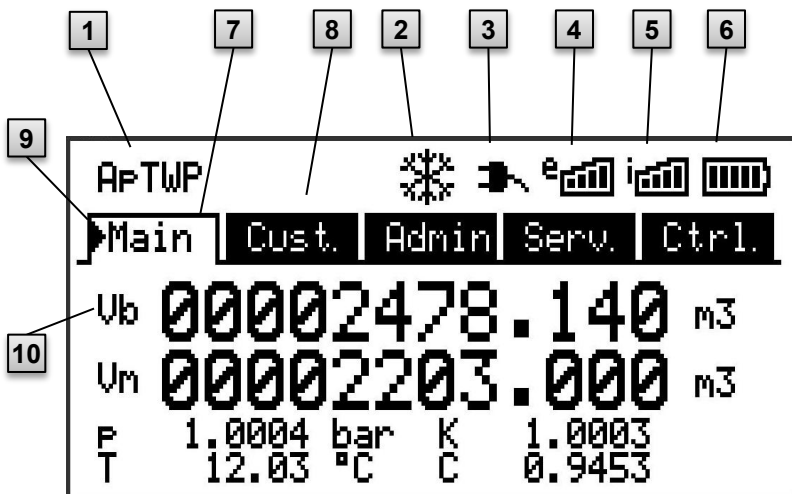 1 7 8 2 3 4 5 6
9
ApTWP e i
Main Cust. Admin Serv. Ctrl.
Vb 00002478.140 m3
10
Vn 00002203.000 m3
p 1.0004 bar K 1.0003
T 12.03 °C C 0.9453